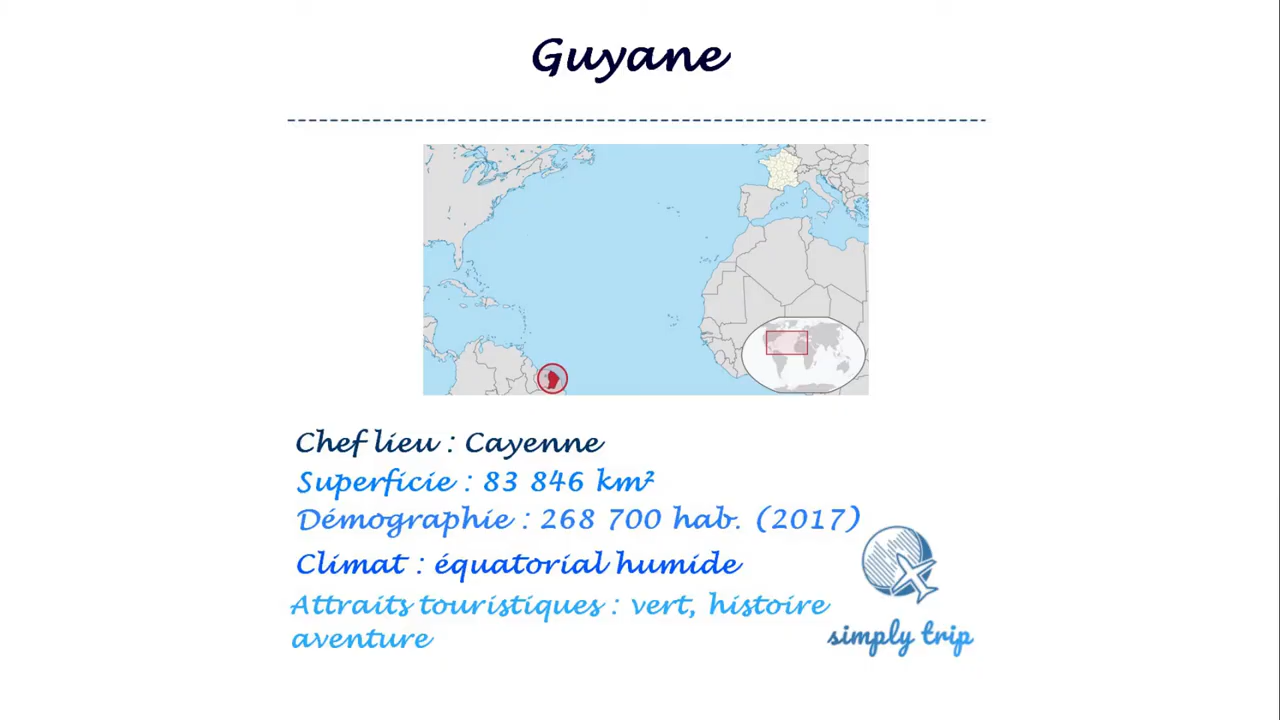 Guyane
Chef lieu : Cayenne
Superficie : 83 846 km²
Démographie : 268 700 hab. (2017)
Climat : équatorial humide
Attraits touristiques : vert, histoire
aventure
simply trip